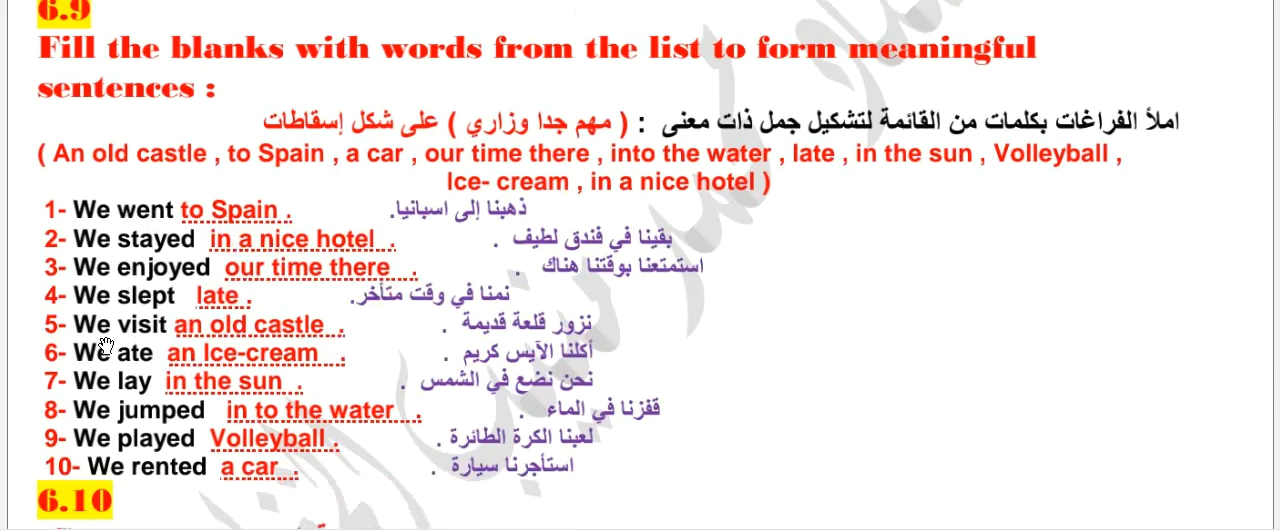 6.9
Fill the blanks with words from the list to form meaningful
sentences :
املأ الفراغات بكلمات من القائمة لتشكيل جمل ذات معنى : ( مهم جدا وزاري ) على شكل إسقاطات
( An old castle , to Spain , a car , our time there , into the water , late , in the sun , Volleyball ,
Ice- cream , in a nice hotel )
1- We went to Spain . ذهبنا إلى اسبانيا.
2- We stayed in a nice hotel . بقينا في فندق لطيف .
3- We enjoyed our time there . استمتعنا بوقتنا هناك .
4- We slept late . نمنا في وقت متأخر.
5- We visit an old castle . نزور قلعة قديمة .
6- We ate an Ice-cream . أكلنا الآيس كريم .
7- We lay in the sun . نحن نضع في الشمس .
8- We jumped in to the water . قفزنا في الماء .
9- We played Volleyball . لعبنا الكرة الطائرة .
10- We rented a car . استأجرنا سيارة .
6.10